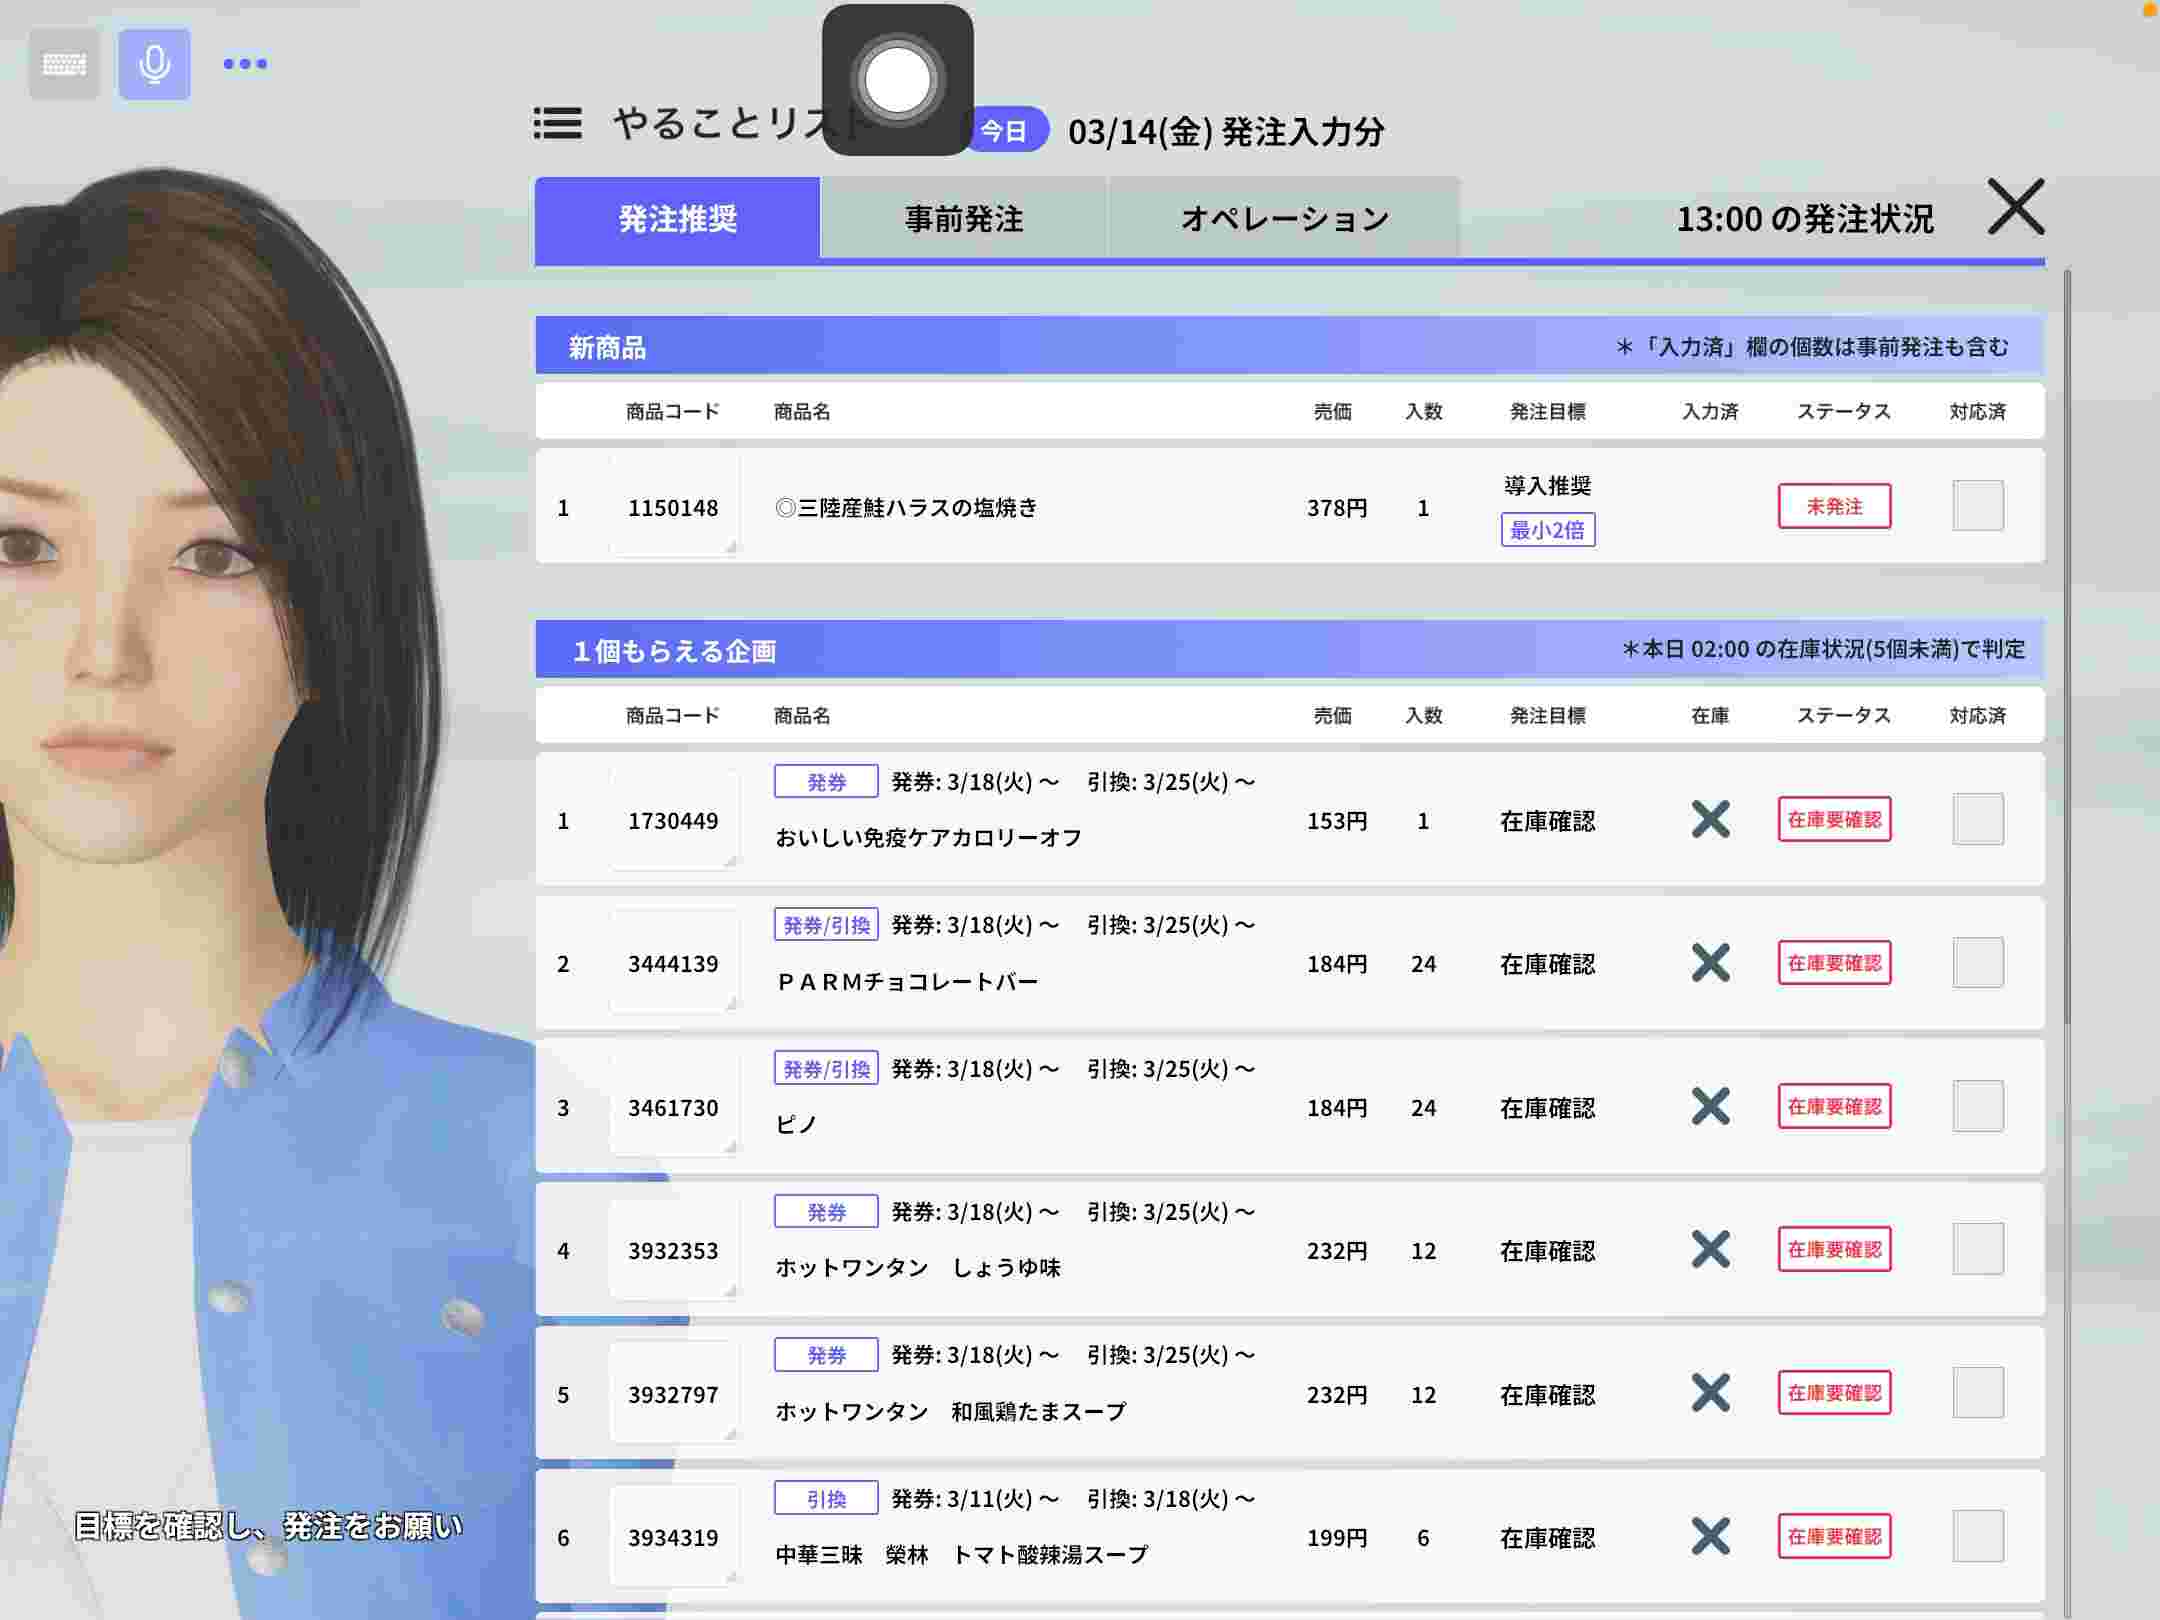 やることリスト
今日 03/14(金) 発注入力分
発注推奨 事前発注 オペレーション 13:00 の発注状況
新商品 ＊「入力済」欄の個数は事前発注も含む
商品コード 商品名 売価 入数 発注目標 入力済 ステータス 対応済
1 1150148 ◎三陸産鮭ハラスの塩焼き 378円 1 導入推奨 未発注
最小2倍
１個もらえる企画 ＊本日 02:00 の在庫状況(5個未満)で判定
商品コード 商品名 売価 入数 発注目標 在庫 ステータス 対応済
発券 発券: 3/18(火) ～ 引換: 3/25(火) ～
1 1730449 おいしい免疫ケアカロリーオフ 153円 1 在庫確認 在庫要確認
発券/引換 発券: 3/18(火) ～ 引換: 3/25(火) ～
2 3444139 ＰＡＲＭチョコレートバー 184円 24 在庫確認 在庫要確認
発券/引換 発券: 3/18(火) ～ 引換: 3/25(火) ～
3 3461730 ピノ 184円 24 在庫確認 在庫要確認
発券 発券: 3/18(火) ～ 引換: 3/25(火) ～
4 3932353 ホットワンタン　しょうゆ味 232円 12 在庫確認 在庫要確認
発券 発券: 3/18(火) ～ 引換: 3/25(火) ～
5 3932797 ホットワンタン　和風鶏たまスープ 232円 12 在庫確認 在庫要確認
引換 発券: 3/11(火) ～ 引換: 3/18(火) ～
6 3934319 中華三昧　榮林　トマト酸辣湯スープ 199円 6 在庫確認 在庫要確認
目標を確認し、発注をお願い